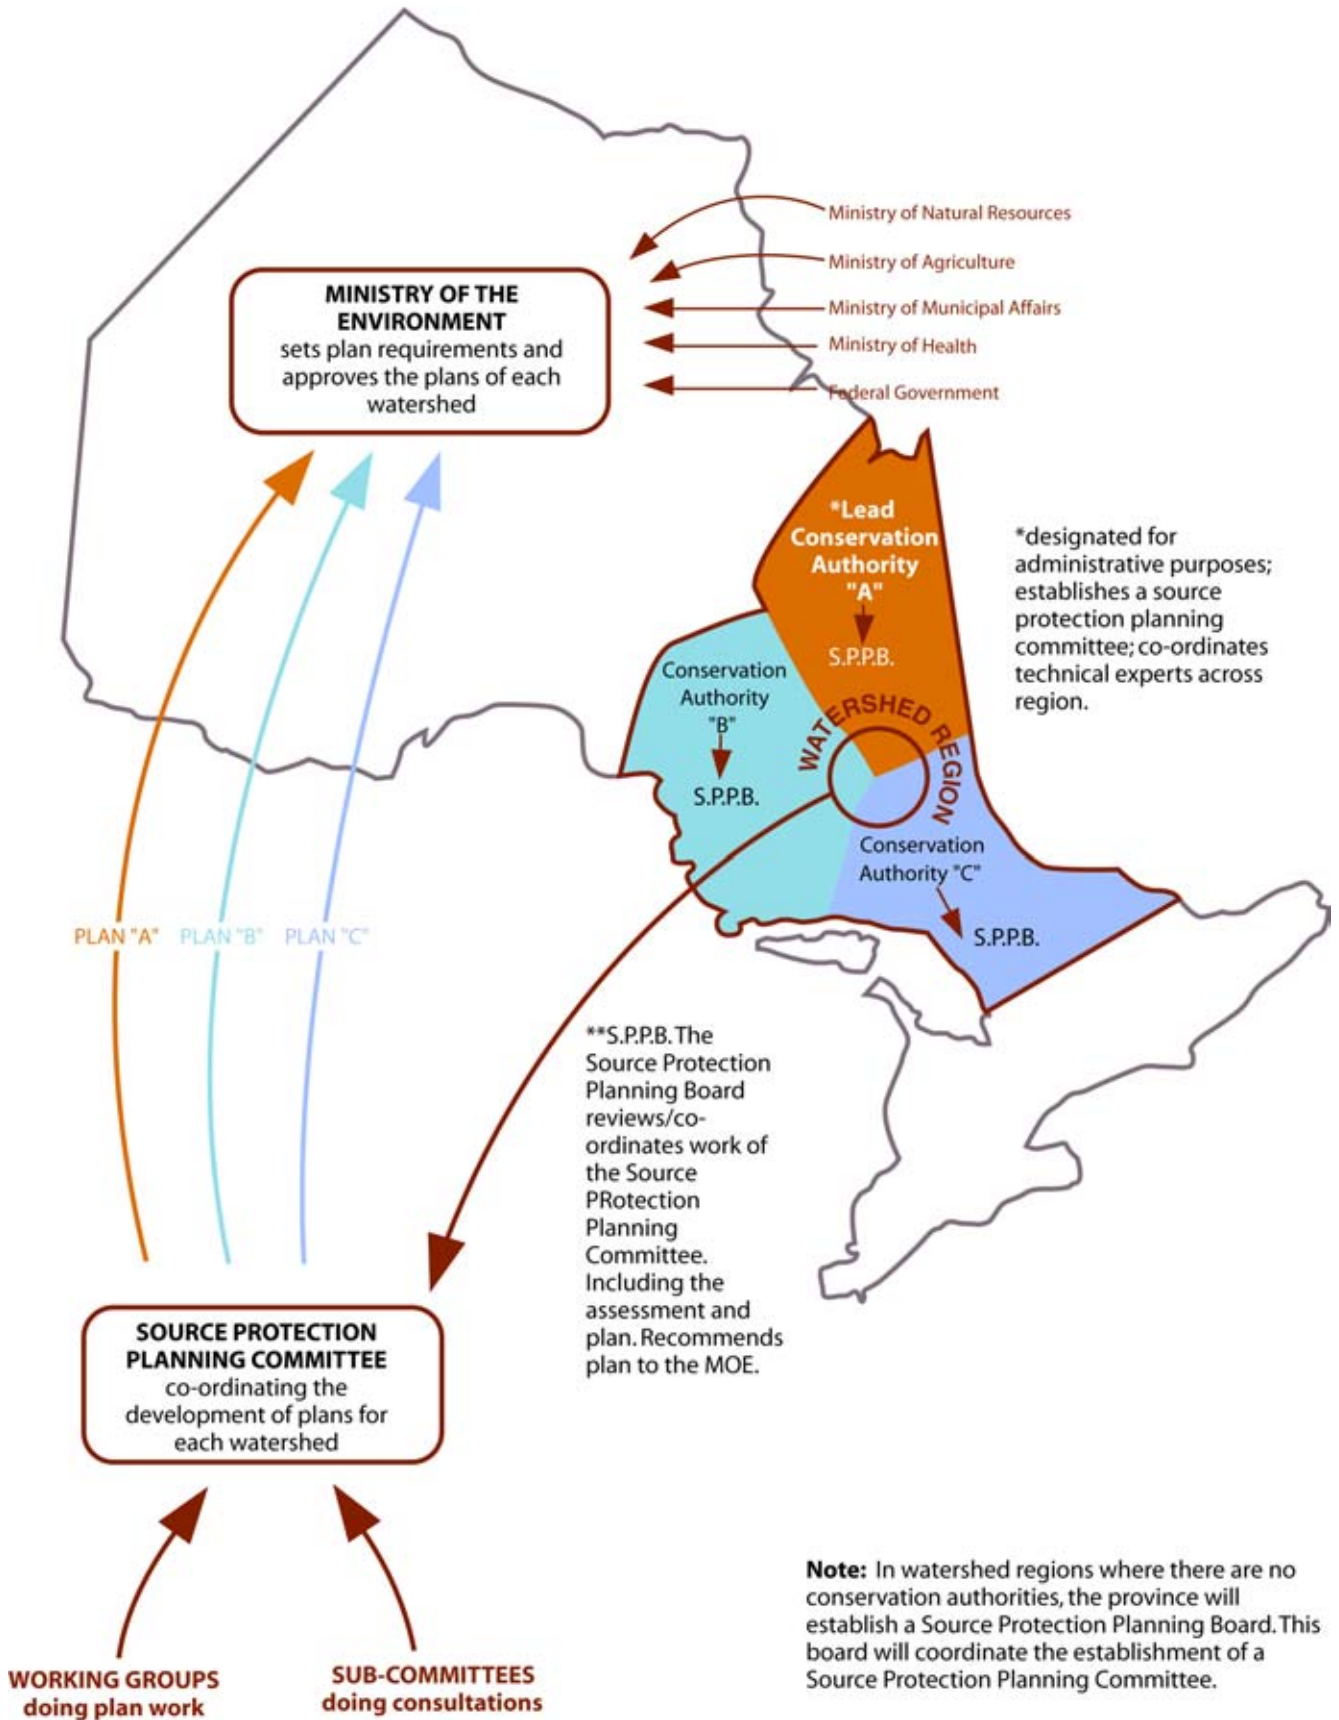 Ministry of Natural Resources
Ministry of Agriculture
Ministry of Municipal Affairs
Ministry of Health
Federal Government
MINISTRY OF THE
ENVIRONMENT
sets plan requirements and
approves the plans of each
watershed
*Lead
Conservation
Authority
"A"
S.P.P.B.
*designated for
administrative purposes;
establishes a source
protection planning
committee; co-ordinates
technical experts across
region.
Conservation
Authority
"B"
S.P.P.B.
WATERSHED REGION
Conservation
Authority "C"
S.P.P.B.
PLAN "A"
PLAN "B"
PLAN "C"
**S.P.P.B. The
Source Protection
Planning Board
reviews/co-
ordinates work of
the Source
PRotection
Planning
Committee.
Including the
assessment and
plan. Recommends
plan to the MOE.
SOURCE PROTECTION
PLANNING COMMITTEE
co-ordinating the
development of plans for
each watershed
WORKING GROUPS
doing plan work
SUB-COMMITTEES
doing consultations
Note: In watershed regions where there are no
conservation authorities, the province will
establish a Source Protection Planning Board. This
board will coordinate the establishment of a
Source Protection Planning Committee.